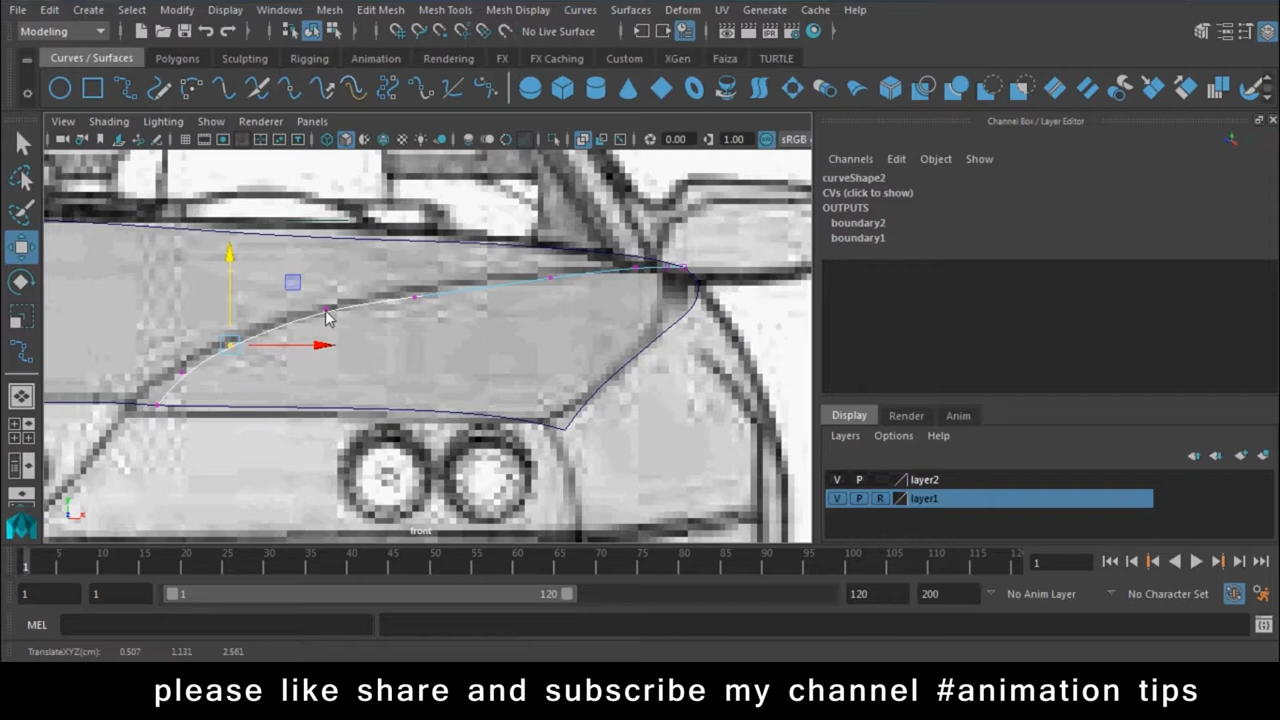 File Edit Create Select Modify Display Windows Mesh Edit Mesh Mesh Tools Mesh Display Curves Surfaces Deform UV Generate Cache Help
Modeling No Live Surface
Curves / Surfaces Polygons Sculpting Rigging Animation Rendering FX FX Caching Custom XGen Faiza TURTLE
View Shading Lighting Show Renderer Panels
0.00 1.00 sRGB
front
Channel Box / Layer Editor
Channels Edit Object Show
curveShape2
CVs (click to show)
OUTPUTS
boundary2
boundary1
Display Render Anim
Layers Options Help
V P layer2
V P R layer1
5 10 15 20 25 30 35 40 45 50 55 60 65 70 75 80 85 90 95 100 105 110 115 12
1 1
1 1 1 120 120 200 No Anim Layer No Character Set
MEL
TranslateXYZ(cm): 0.507 1.131 2.561
please like share and subscribe my channel #animation tips